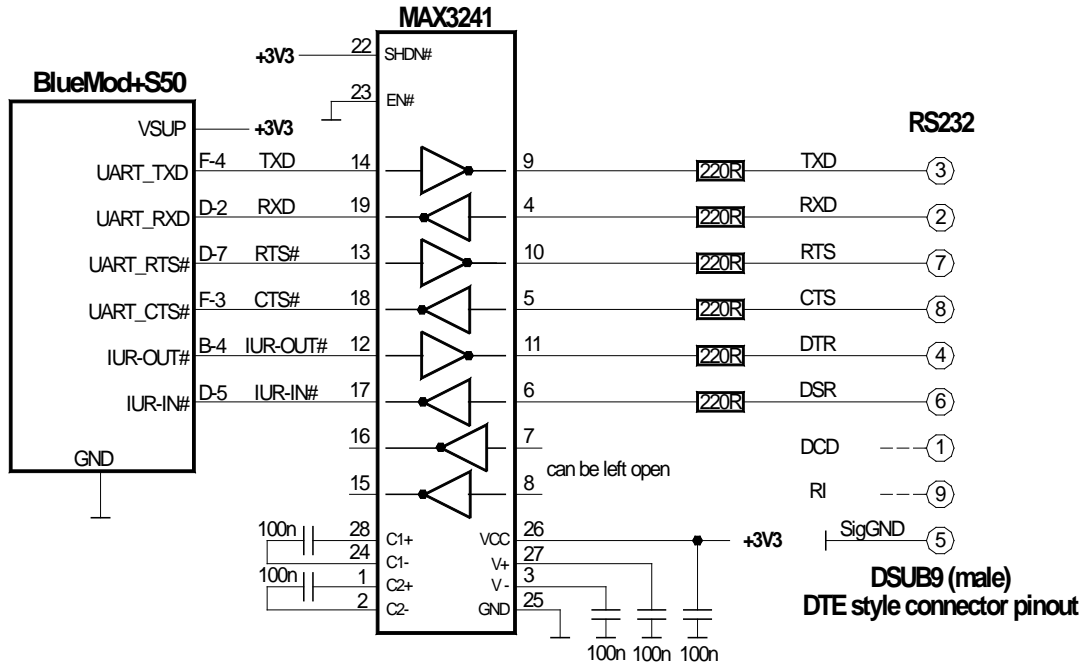 MAX3241
+3V3 22 SHDN#
23 EN#
BlueMod+S50
VSUP +3V3
RS232
UART_TXD F-4 TXD 14 9 220R TXD 3
UART_RXD D-2 RXD 19 4 220R RXD 2
UART_RTS# D-7 RTS# 13 10 220R RTS 7
UART_CTS# F-3 CTS# 18 5 220R CTS 8
IUR-OUT# B-4 IUR-OUT# 12 11 220R DTR 4
IUR-IN# D-5 IUR-IN# 17 6 220R DSR 6
GND 16 7 DCD 1
can be left open
15 8 RI 9
100n 28 C1+ VCC 26 +3V3 SigGND 5
24 C1- V+ 27
100n 1 C2+ V- 3
2 C2- GND 25
DSUB9 (male)
DTE style connector pinout
100n 100n 100n